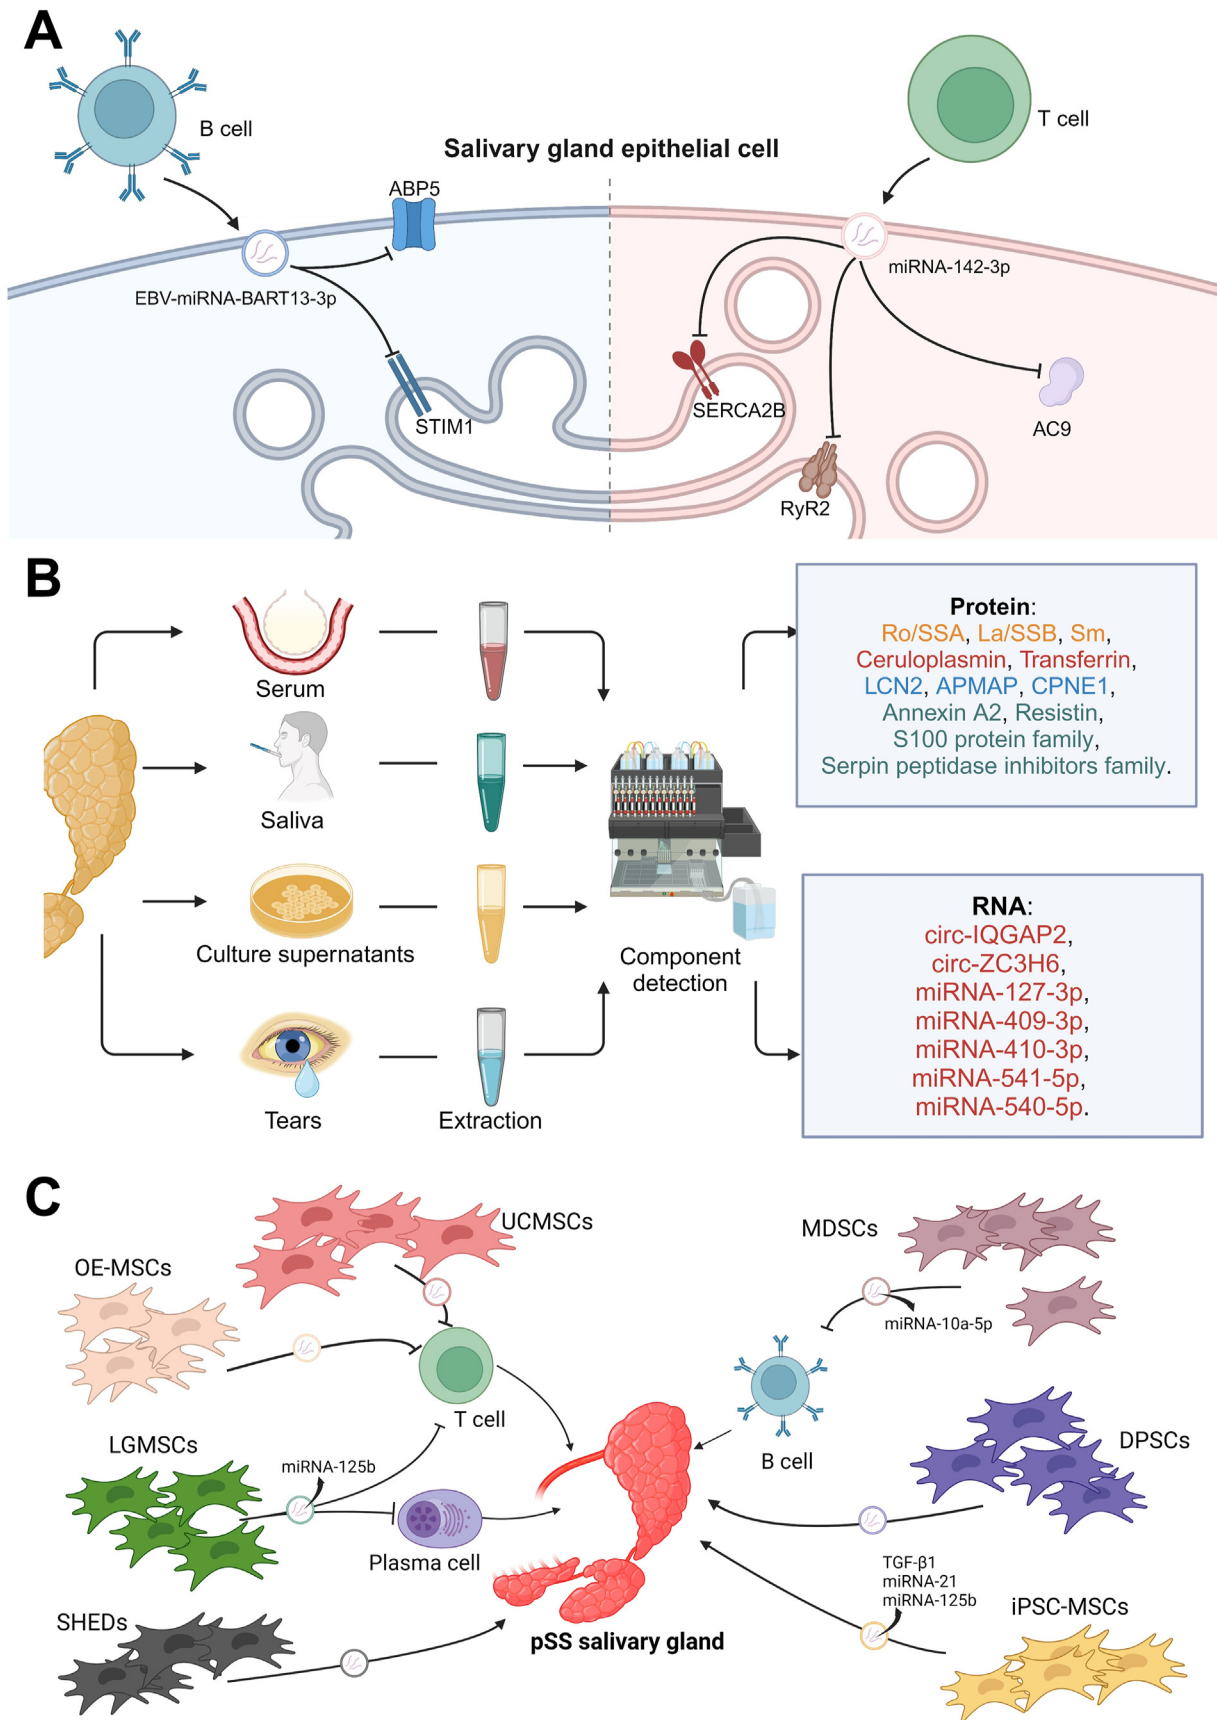 A
B cell
T cell
Salivary gland epithelial cell
ABP5
EBV-miRNA-BART13-3p
miRNA-142-3p
STIM1
SERCA2B
AC9
RyR2
B
Serum
Saliva
Culture supernatants
Tears
Extraction
Component
detection
Protein:
Ro/SSA, La/SSB, Sm,
Ceruloplasmin, Transferrin,
LCN2, APMAP, CPNE1,
Annexin A2, Resistin,
S100 protein family,
Serpin peptidase inhibitors family.
RNA:
circ-IQGAP2,
circ-ZC3H6,
miRNA-127-3p,
miRNA-409-3p,
miRNA-410-3p,
miRNA-541-5p,
miRNA-540-5p.
C
UCMSCs
MDSCs
OE-MSCs
miRNA-10a-5p
T cell
B cell
LGMSCs
DPSCs
miRNA-125b
Plasma cell
TGF-β1
miRNA-21
miRNA-125b
SHEDs
iPSC-MSCs
pSS salivary gland